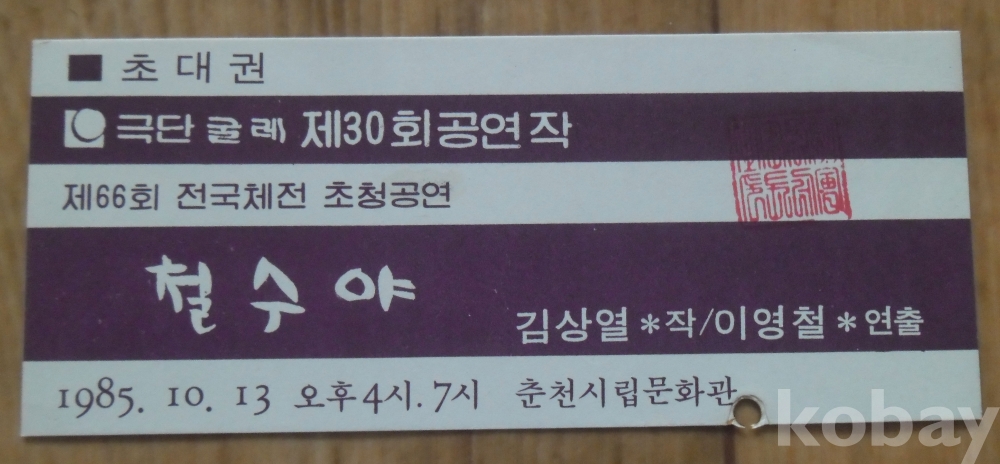 ■ 초대권
극단 굴레 제30회공연작
제66회 전국체전 초청공연
철수야
김상열*작/이영철*연출
1985. 10. 13 오후4시. 7시 춘천시립문화관
kobay